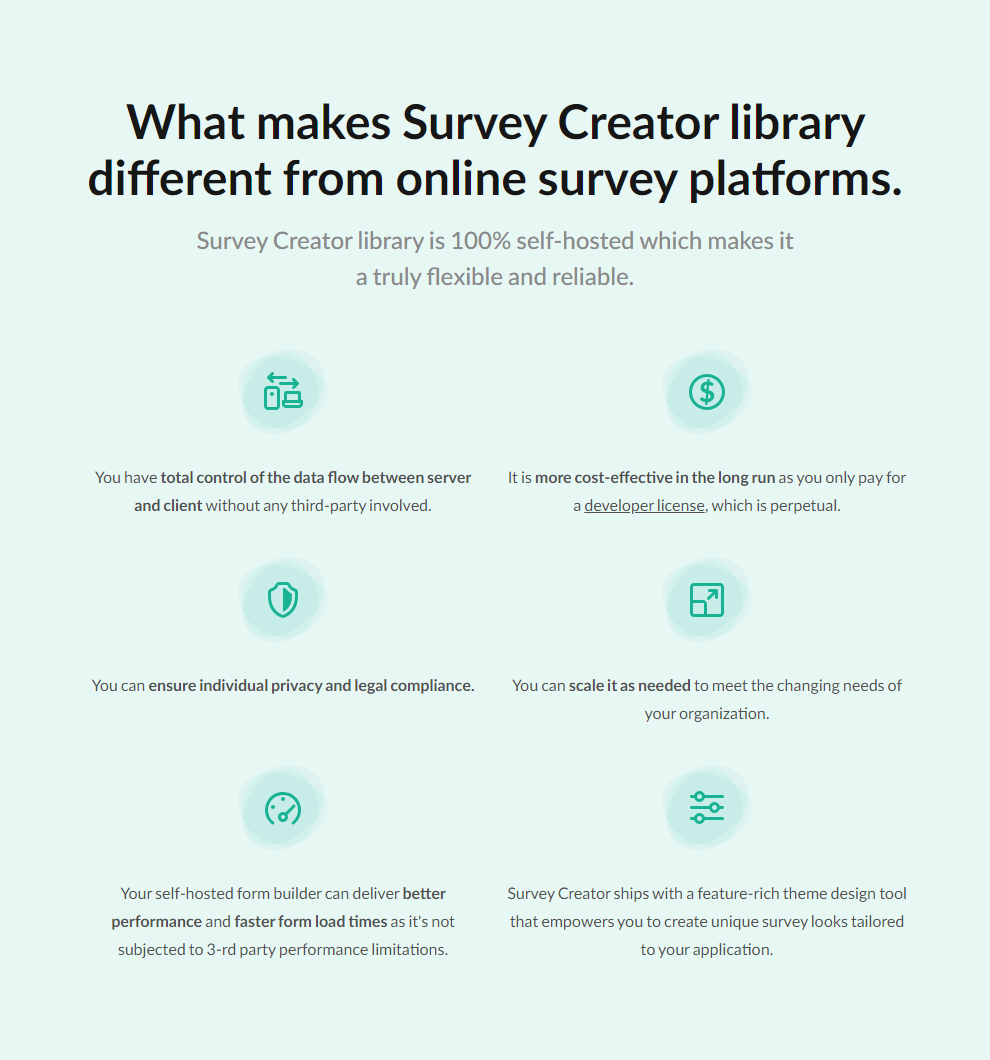 What makes Survey Creator library
different from online survey platforms.
Survey Creator library is 100% self-hosted which makes it
a truly flexible and reliable.
You have total control of the data flow between server
and client without any third-party involved.
It is more cost-effective in the long run as you only pay for
a developer license, which is perpetual.
You can ensure individual privacy and legal compliance.
You can scale it as needed to meet the changing needs of
your organization.
Your self-hosted form builder can deliver better
performance and faster form load times as it's not
subjected to 3-rd party performance limitations.
Survey Creator ships with a feature-rich theme design tool
that empowers you to create unique survey looks tailored
to your application.